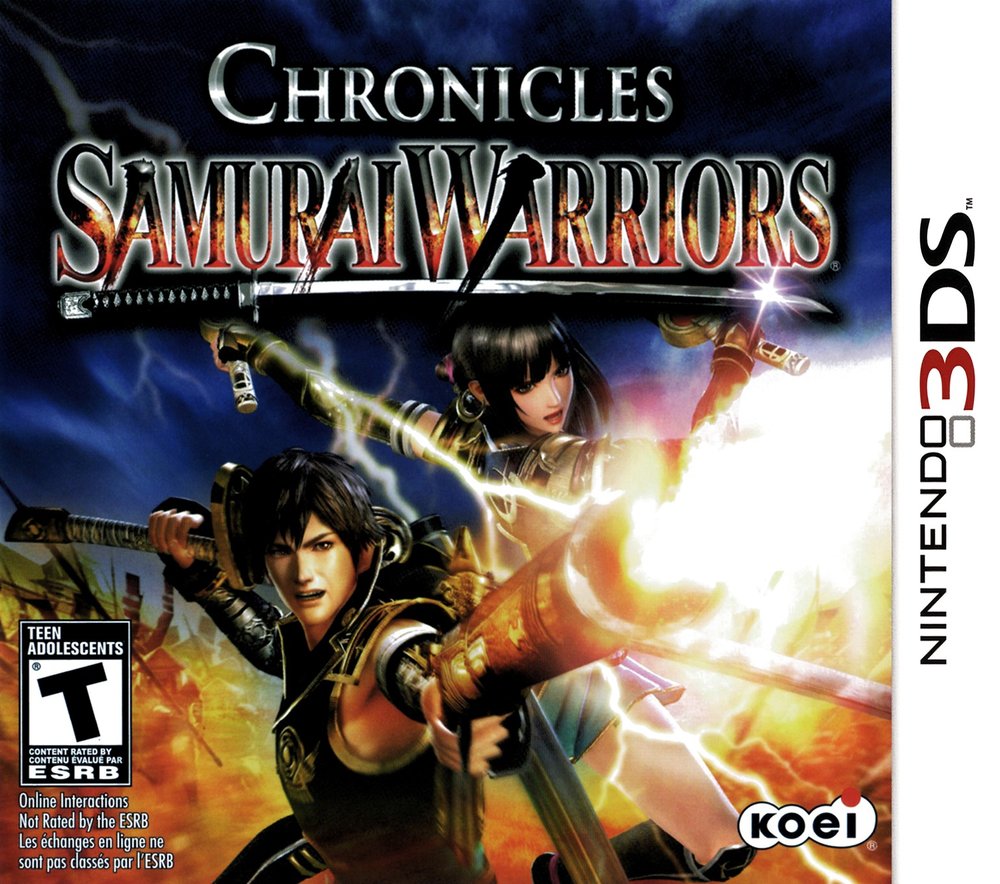 CHRONICLES
SAMURAI WARRIORS®
NINTENDO 3DS™
TEEN
ADOLESCENTS
®
T
CONTENT RATED BY
CONTENU ÉVALUÉ PAR
ESRB
Online Interactions
Not Rated by the ESRB
Les échanges en ligne ne
sont pas classés par l'ESRB
KOEI®